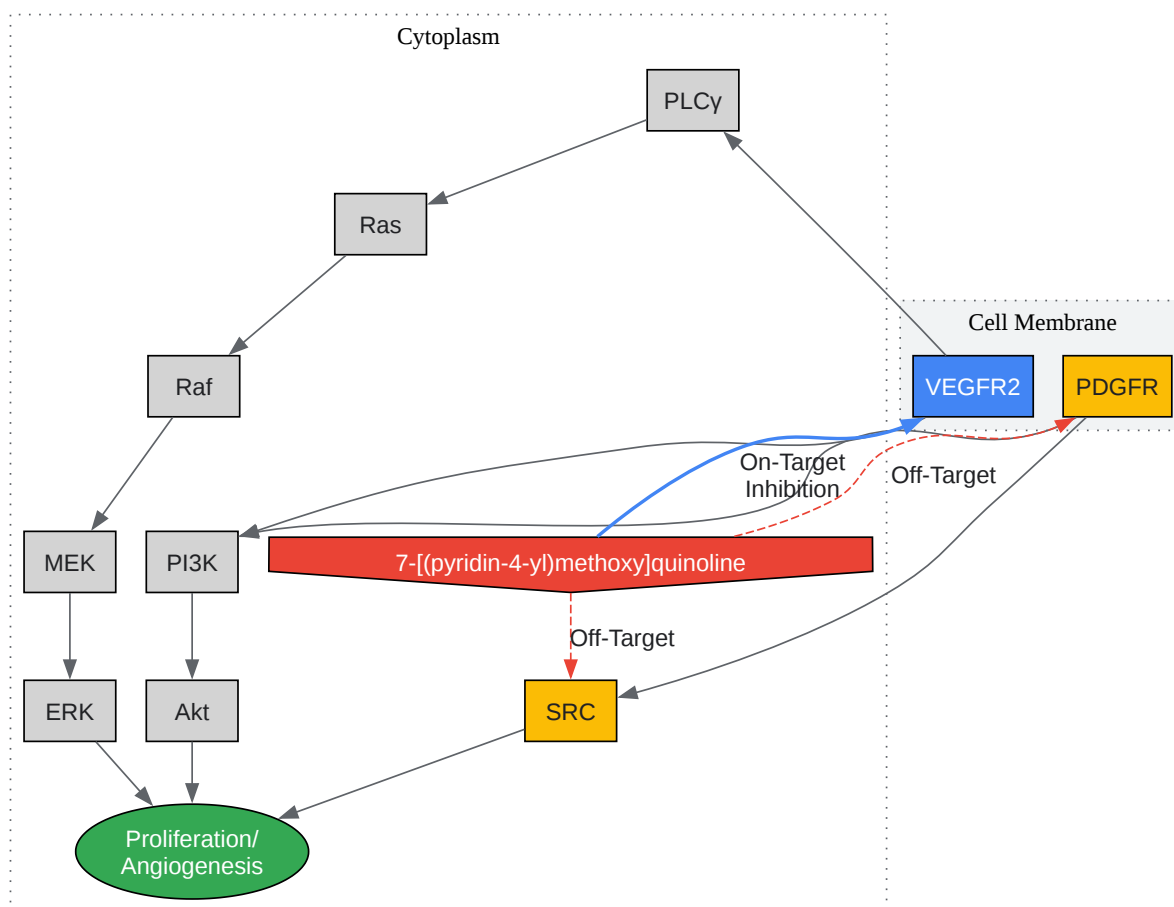 Cytoplasm
PLCγ
Ras
Cell Membrane
Raf
VEGFR2
PDGFR
On-Target
Inhibition
Off-Target
MEK
PI3K
7-[(pyridin-4-yl)methoxy]quinoline
Off-Target
ERK
Akt
SRC
Proliferation/
Angiogenesis